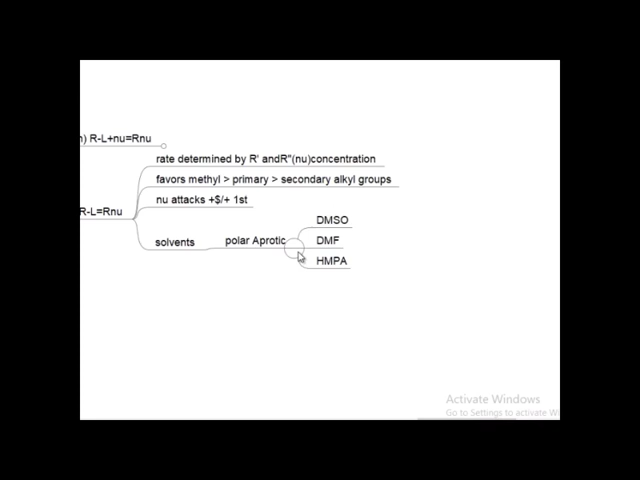 n) R-L+nu=Rnu
rate determined by R' andR"(nu)concentration
favors methyl > primary > secondary alkyl groups
nu attacks +$/+ 1st
R-L=Rnu
solvents
polar Aprotic
DMSO
DMF
HMPA
Activate Windows
Go to Settings to activate Wi